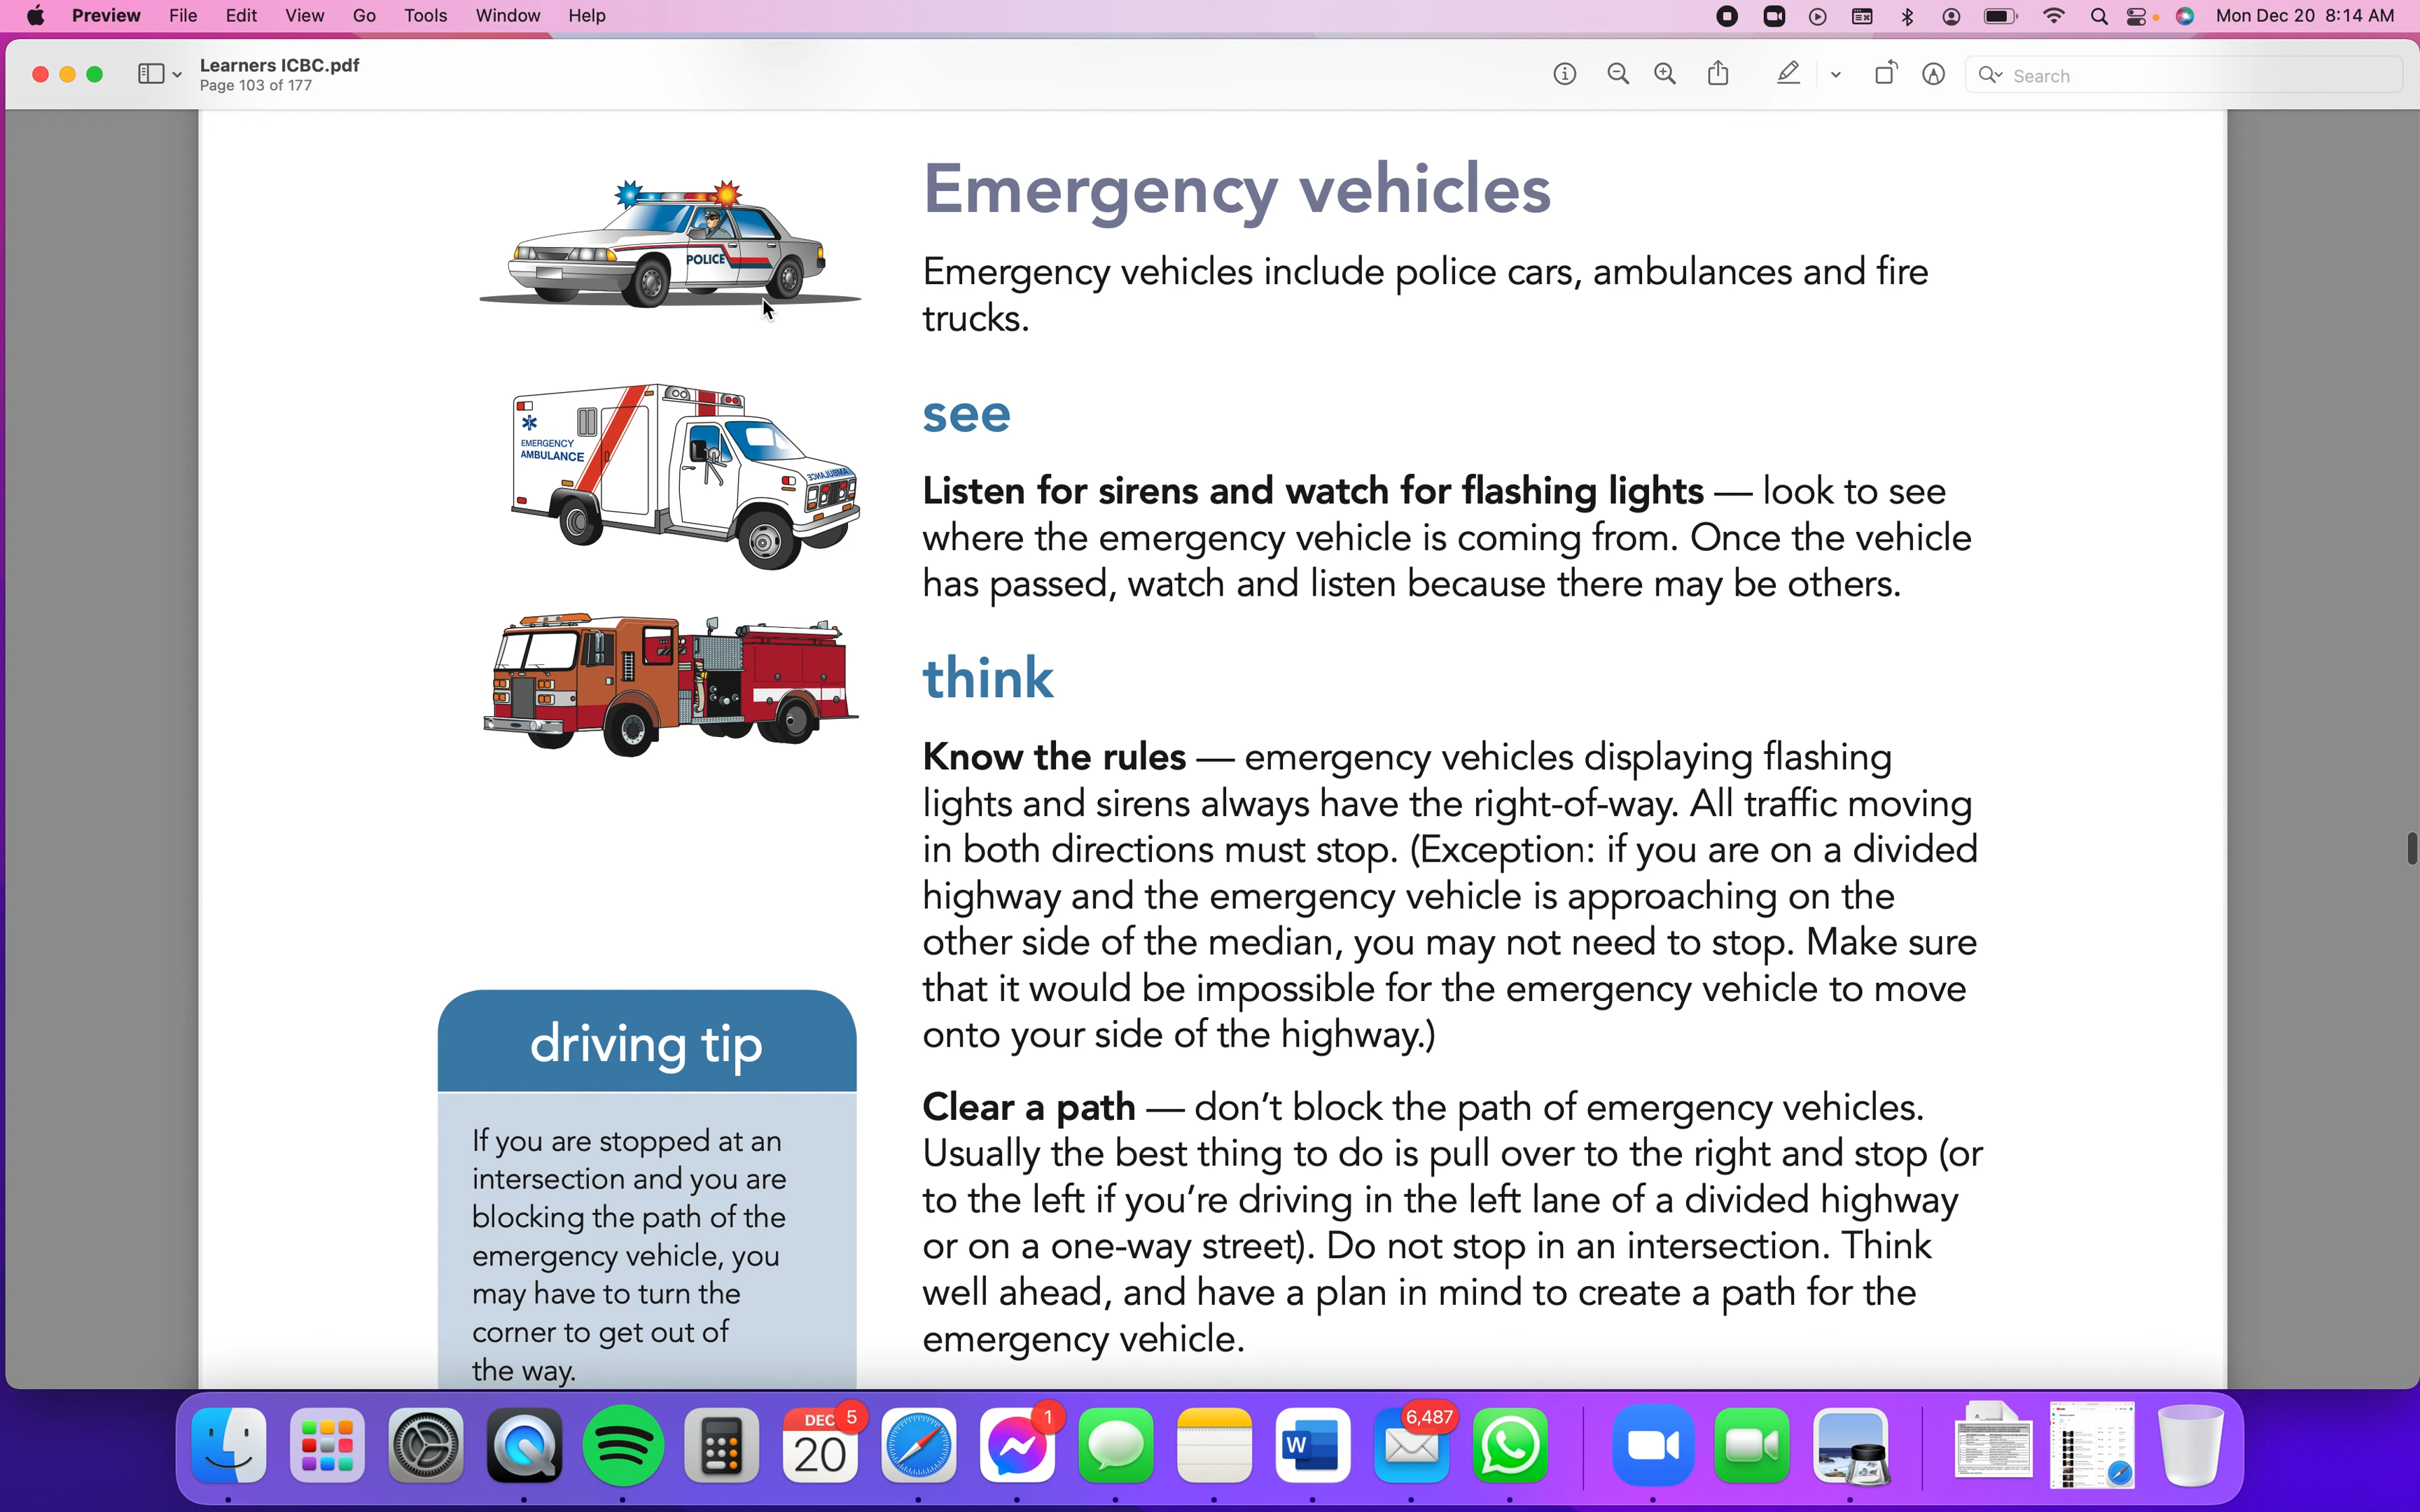 Preview File Edit View Go Tools Window Help Mon Dec 20 8:14 AM
Learners ICBC.pdf
Page 103 of 177
Search
POLICE
EMERGENCY
AMBULANCE
AMBULANCE
Emergency vehicles
Emergency vehicles include police cars, ambulances and fire
trucks.
see
Listen for sirens and watch for flashing lights — look to see
where the emergency vehicle is coming from. Once the vehicle
has passed, watch and listen because there may be others.
think
Know the rules — emergency vehicles displaying flashing
lights and sirens always have the right-of-way. All traffic moving
in both directions must stop. (Exception: if you are on a divided
highway and the emergency vehicle is approaching on the
other side of the median, you may not need to stop. Make sure
that it would be impossible for the emergency vehicle to move
onto your side of the highway.)
Clear a path — don’t block the path of emergency vehicles.
Usually the best thing to do is pull over to the right and stop (or
to the left if you’re driving in the left lane of a divided highway
or on a one-way street). Do not stop in an intersection. Think
well ahead, and have a plan in mind to create a path for the
emergency vehicle.
driving tip
If you are stopped at an
intersection and you are
blocking the path of the
emergency vehicle, you
may have to turn the
corner to get out of
the way.
DEC 5
20
1
W
6,487